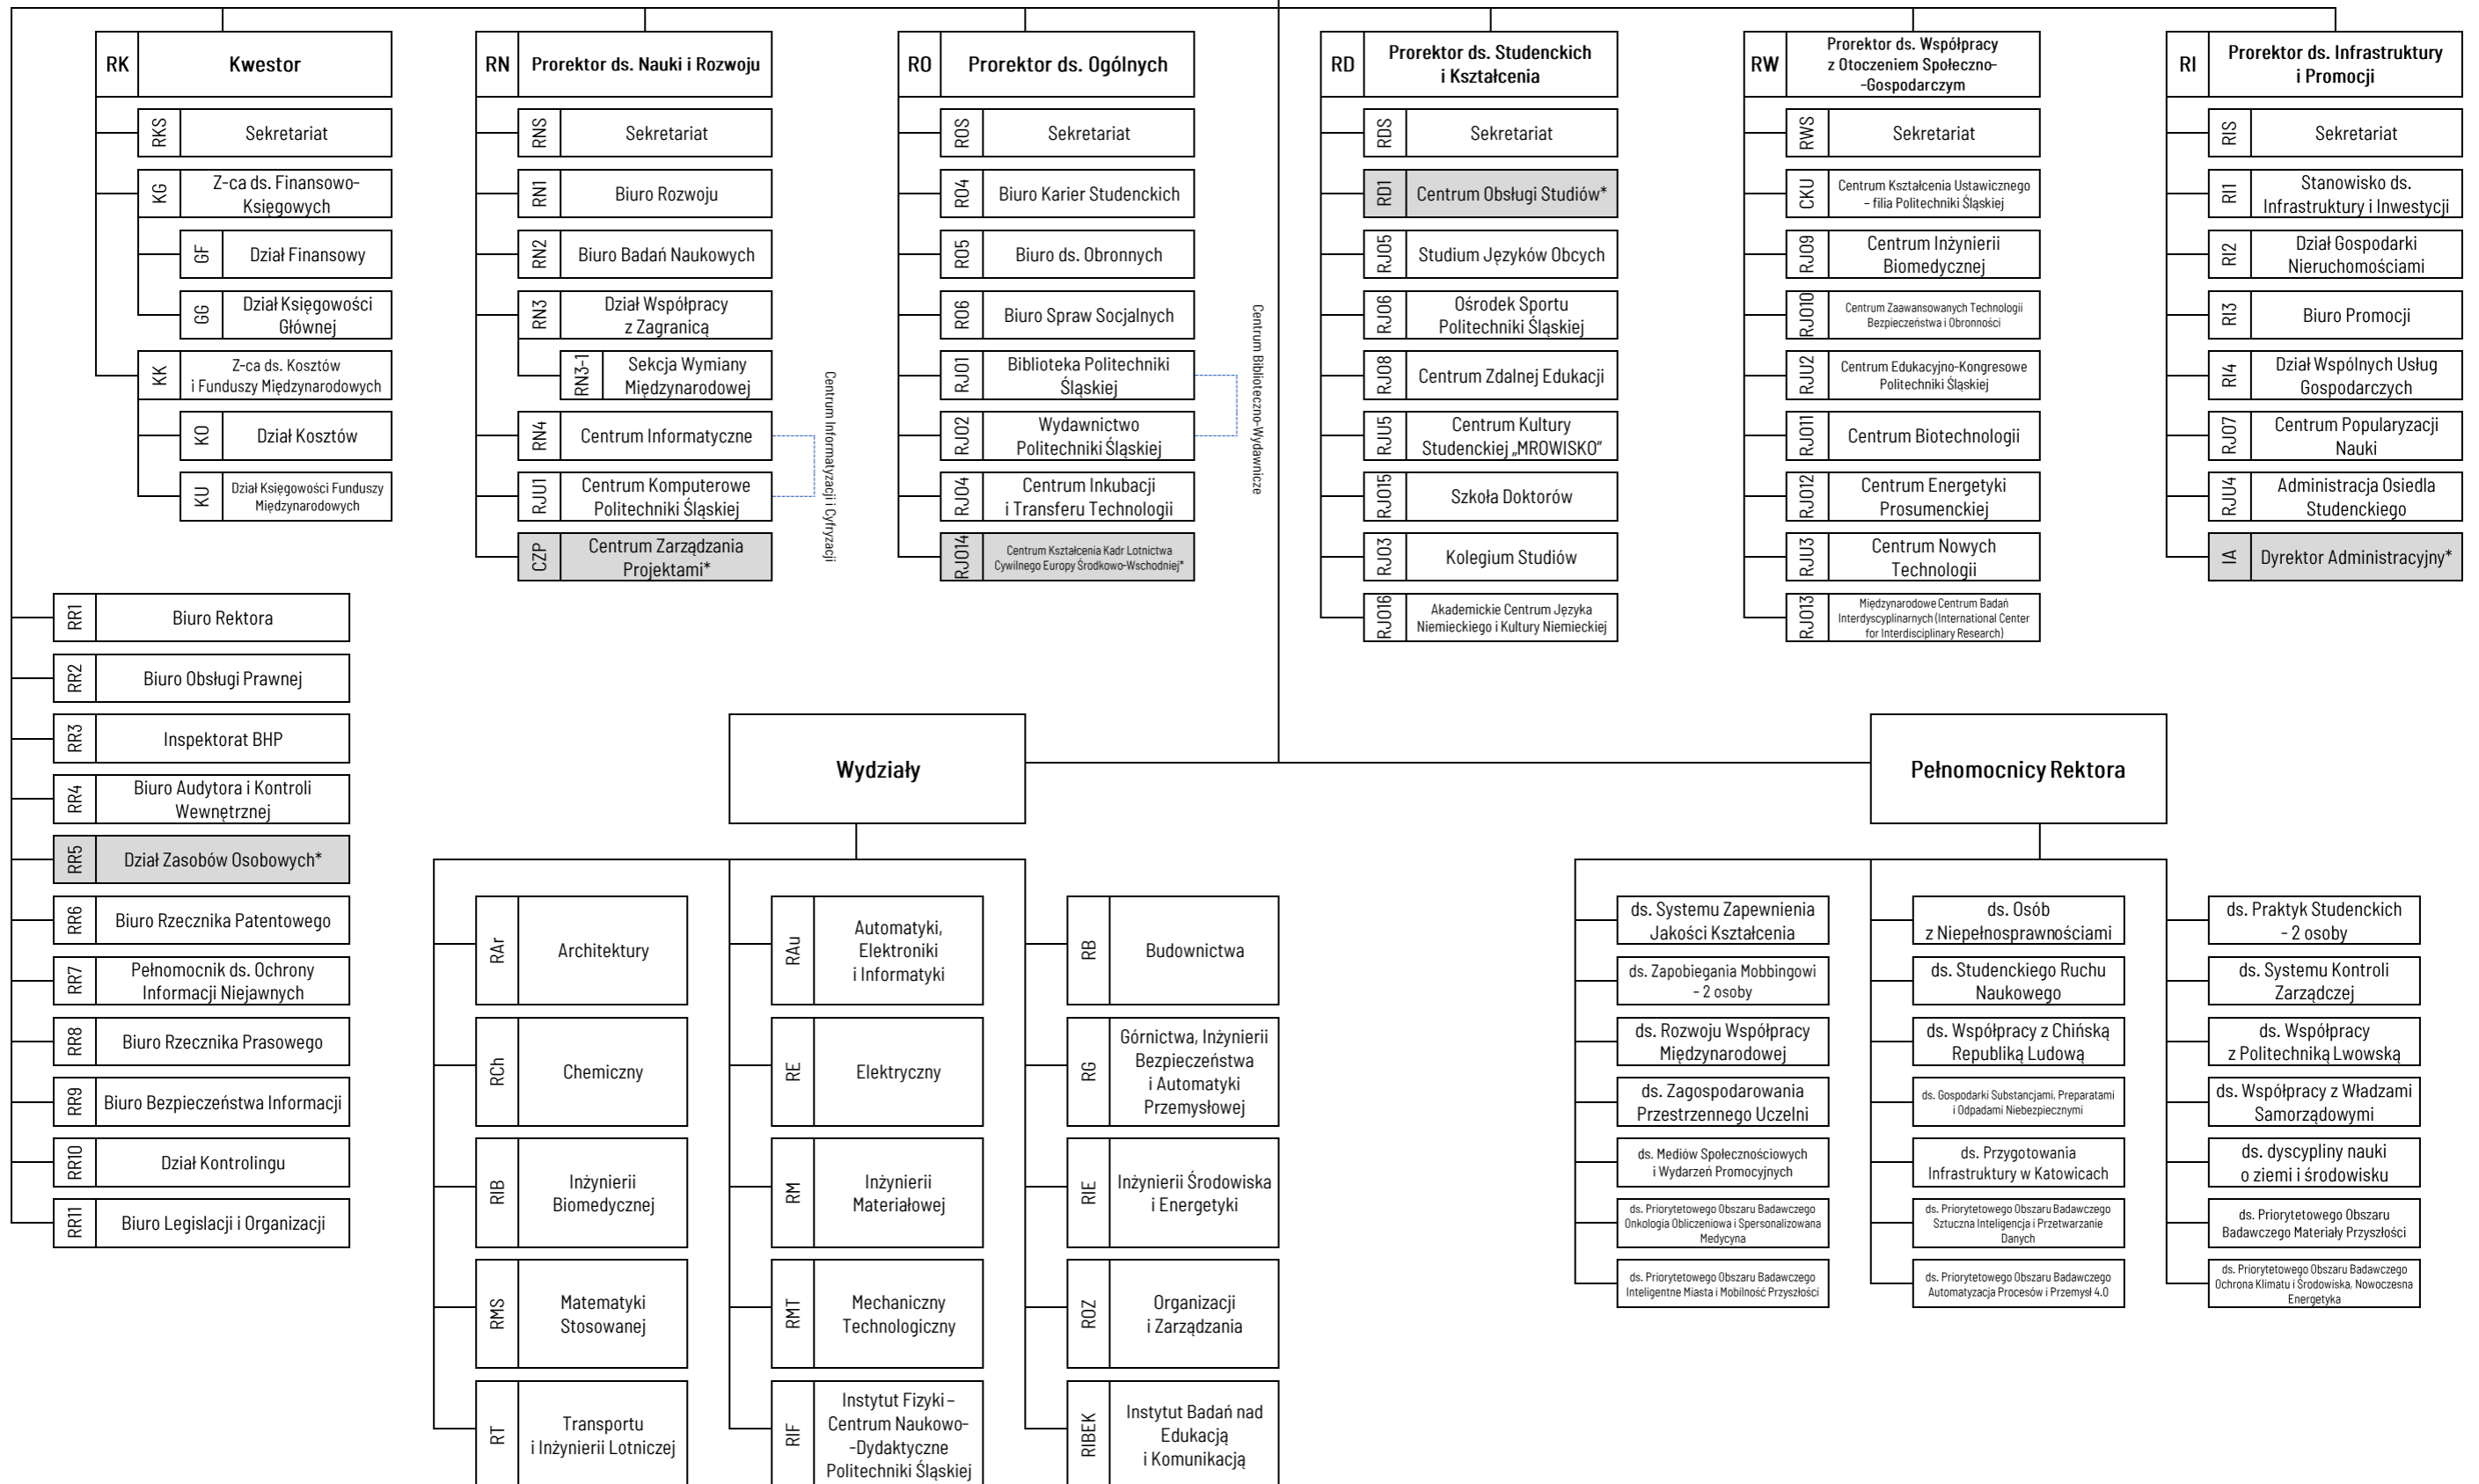 RK
Kwestor
RKS
Sekretariat
KG
Z-ca ds. Finansowo-
Księgowych
GF
Dział Finansowy
GG
Dział Księgowości
Głównej
KK
Z-ca ds. Kosztów
i Funduszy Międzynarodowych
KO
Dział Kosztów
KU
Dział Księgowości Funduszy
Międzynarodowych
RN
Prorektor ds. Nauki i Rozwoju
RNS
Sekretariat
RN1
Biuro Rozwoju
RN2
Biuro Badań Naukowych
RN3
Dział Współpracy
z Zagranicą
RN3-1
Sekcja Wymiany
Międzynarodowej
RN4
Centrum Informatyczne
RJU1
Centrum Komputerowe
Politechniki Śląskiej
CZP
Centrum Zarządzania
Projektami*
Centrum Informatyzacji i Cyfryzacji
RO
Prorektor ds. Ogólnych
ROS
Sekretariat
RO4
Biuro Karier Studenckich
RO5
Biuro ds. Obronnych
RO6
Biuro Spraw Socjalnych
RJO1
Biblioteka Politechniki
Śląskiej
RJO2
Wydawnictwo
Politechniki Śląskiej
RJO4
Centrum Inkubacji
i Transferu Technologii
RJO14
Centrum Kształcenia Kadr Lotnictwa
Cywilnego Europy Środkowo-Wschodniej*
Centrum Biblioteczno-Wydawnicze
RD
Prorektor ds. Studenckich
i Kształcenia
RDS
Sekretariat
RD1
Centrum Obsługi Studiów*
RJO5
Studium Języków Obcych
RJO6
Ośrodek Sportu
Politechniki Śląskiej
RJO8
Centrum Zdalnej Edukacji
RJU5
Centrum Kultury
Studenckiej „MROWISKO”
RJO15
Szkoła Doktorów
RJO3
Kolegium Studiów
RJO16
Akademickie Centrum Języka
Niemieckiego i Kultury Niemieckiej
RW
Prorektor ds. Współpracy
z Otoczeniem Społeczno-
-Gospodarczym
RWS
Sekretariat
CKU
Centrum Kształcenia Ustawicznego
– filia Politechniki Śląskiej
RJO9
Centrum Inżynierii
Biomedycznej
RJO10
Centrum Zaawansowanych Technologii
Bezpieczeństwa i Obronności
RJU2
Centrum Edukacyjno-Kongresowe
Politechniki Śląskiej
RJO11
Centrum Biotechnologii
RJO12
Centrum Energetyki
Prosumenckiej
RJU3
Centrum Nowych
Technologii
RJO13
Międzynarodowe Centrum Badań
Interdyscyplinarnych (International Center
for Interdisciplinary Research)
RI
Prorektor ds. Infrastruktury
i Promocji
RIS
Sekretariat
RI1
Stanowisko ds.
Infrastruktury i Inwestycji
RI2
Dział Gospodarki
Nieruchomościami
RI3
Biuro Promocji
RI4
Dział Wspólnych Usług
Gospodarczych
RJO7
Centrum Popularyzacji
Nauki
RJU4
Administracja Osiedla
Studenckiego
IA
Dyrektor Administracyjny*
RR1
Biuro Rektora
RR2
Biuro Obsługi Prawnej
RR3
Inspektorat BHP
RR4
Biuro Audytora i Kontroli
Wewnętrznej
RR5
Dział Zasobów Osobowych*
RR6
Biuro Rzecznika Patentowego
RR7
Pełnomocnik ds. Ochrony
Informacji Niejawnych
RR8
Biuro Rzecznika Prasowego
RR9
Biuro Bezpieczeństwa Informacji
RR10
Dział Kontrolingu
RR11
Biuro Legislacji i Organizacji
Wydziały
RAr
Architektury
RCh
Chemiczny
RIB
Inżynierii
Biomedycznej
RMS
Matematyki
Stosowanej
RT
Transportu
i Inżynierii Lotniczej
RAu
Automatyki,
Elektroniki
i Informatyki
RE
Elektryczny
RM
Inżynierii
Materiałowej
RMT
Mechaniczny
Technologiczny
RIF
Instytut Fizyki –
Centrum Naukowo-
-Dydaktyczne
Politechniki Śląskiej
RB
Budownictwa
RG
Górnictwa, Inżynierii
Bezpieczeństwa
i Automatyki
Przemysłowej
RIE
Inżynierii Środowiska
i Energetyki
ROZ
Organizacji
i Zarządzania
RIBEK
Instytut Badań nad
Edukacją
i Komunikacją
Pełnomocnicy Rektora
ds. Systemu Zapewnienia
Jakości Kształcenia
ds. Zapobiegania Mobbingowi
- 2 osoby
ds. Rozwoju Współpracy
Międzynarodowej
ds. Zagospodarowania
Przestrzennego Uczelni
ds. Mediów Społecznościowych
i Wydarzeń Promocyjnych
ds. Priorytetowego Obszaru Badawczego
Onkologia Obliczeniowa i Spersonalizowana
Medycyna
ds. Priorytetowego Obszaru Badawczego
Inteligentne Miasta i Mobilność Przyszłości
ds. Osób
z Niepełnosprawnościami
ds. Studenckiego Ruchu
Naukowego
ds. Współpracy z Chińską
Republiką Ludową
ds. Gospodarki Substancjami, Preparatami
i Odpadami Niebezpiecznymi
ds. Przygotowania
Infrastruktury w Katowicach
ds. Priorytetowego Obszaru Badawczego
Sztuczna Inteligencja i Przetwarzanie
Danych
ds. Priorytetowego Obszaru Badawczego
Automatyzacja Procesów i Przemysł 4.0
ds. Praktyk Studenckich
- 2 osoby
ds. Systemu Kontroli
Zarządczej
ds. Współpracy
z Politechniką Lwowską
ds. Współpracy z Władzami
Samorządowymi
ds. dyscypliny nauki
o ziemi i środowisku
ds. Priorytetowego Obszaru
Badawczego Materiały Przyszłości
ds. Priorytetowego Obszaru Badawczego
Ochrona Klimatu i Środowiska, Nowoczesna
Energetyka